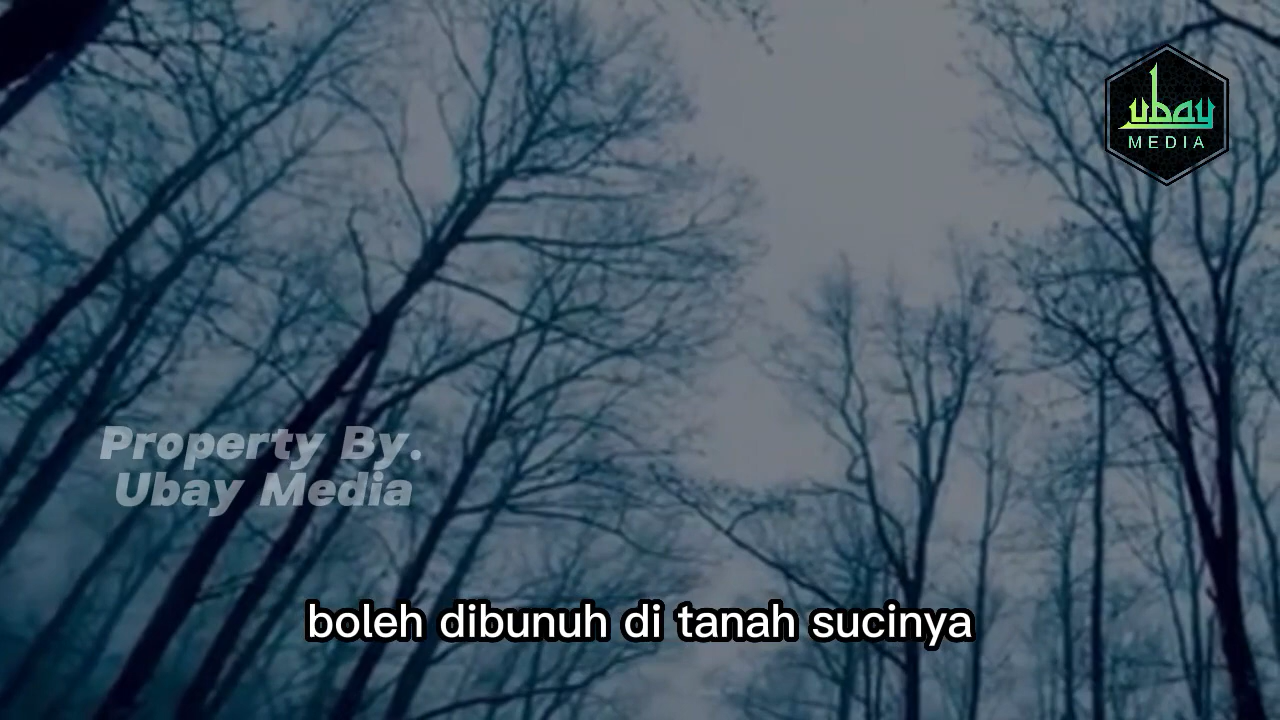 ubay
MEDIA
Property By.
Ubay Media
boleh dibunuh di tanah sucinya